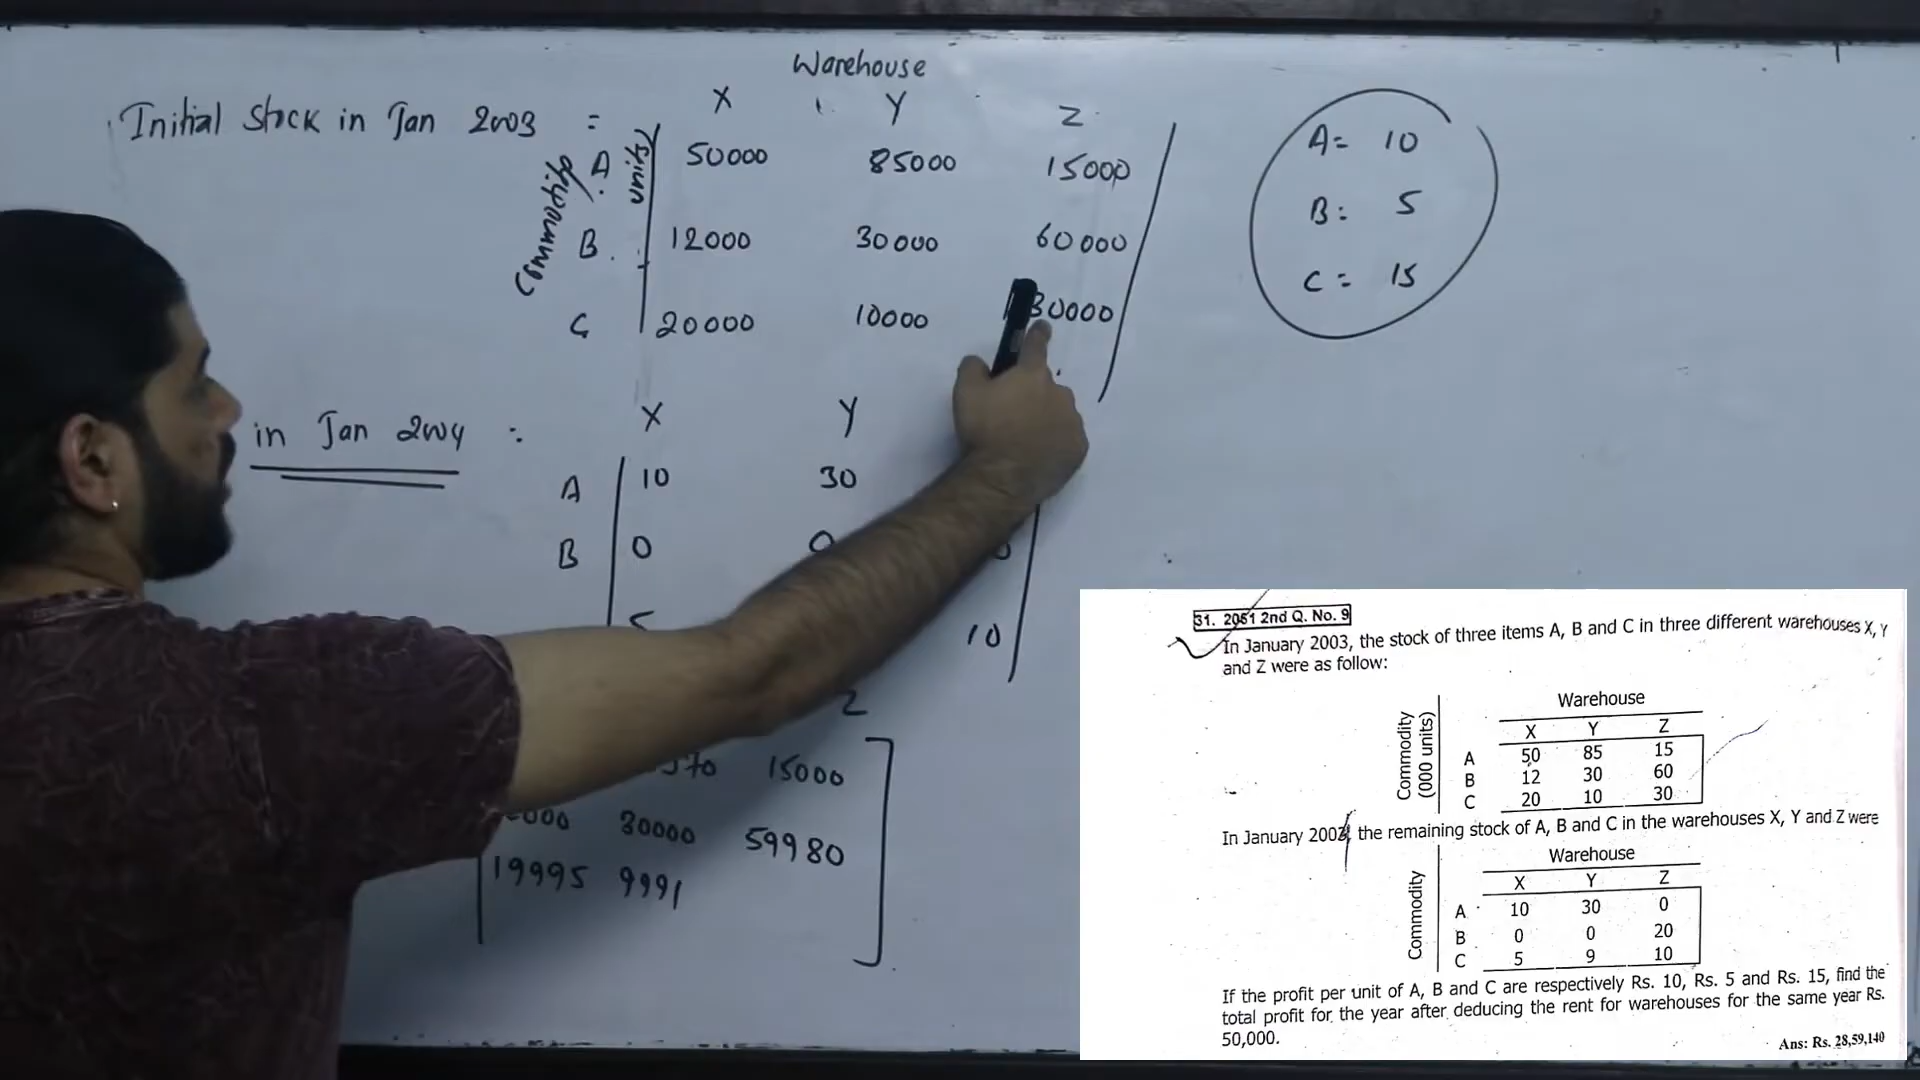 Warehouse
Initial stock in Jan 2003 =
X Y Z
Commodity units
A 50000 85000 15000
B 12000 30000 60000
C 20000 10000 30000
A= 10
B= 5
C= 15
in Jan 2004 :
X Y
A 10 30
B 0 0
5 10
Z
15000
30000 59980
19995 9991
31. 2051 2nd Q. No. 9
In January 2003, the stock of three items A, B and C in three different warehouses X, Y
and Z were as follow:
Warehouse
Commodity
(000 units)
X Y Z
A 50 85 15
B 12 30 60
C 20 10 30
In January 2004, the remaining stock of A, B and C in the warehouses X, Y and Z were
Warehouse
Commodity
X Y Z
A 10 30 0
B 0 0 20
C 5 9 10
If the profit per unit of A, B and C are respectively Rs. 10, Rs. 5 and Rs. 15, find the
total profit for the year after deducing the rent for warehouses for the same year Rs.
50,000.
Ans: Rs. 28,59,140